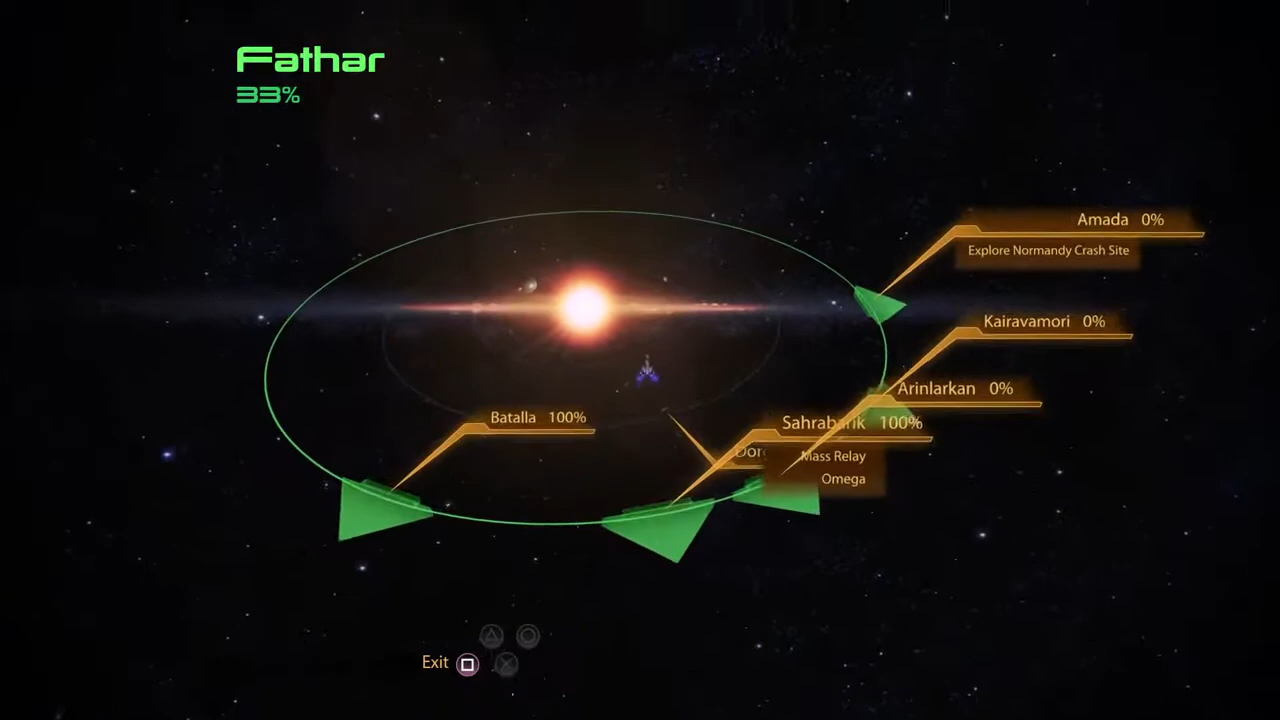 Fathar
33%
Amada 0%
Explore Normandy Crash Site
Kairavamori 0%
Arinlarkan 0%
Batalla 100%
Sahrabarik 100%
Mass Relay
Omega
Exit